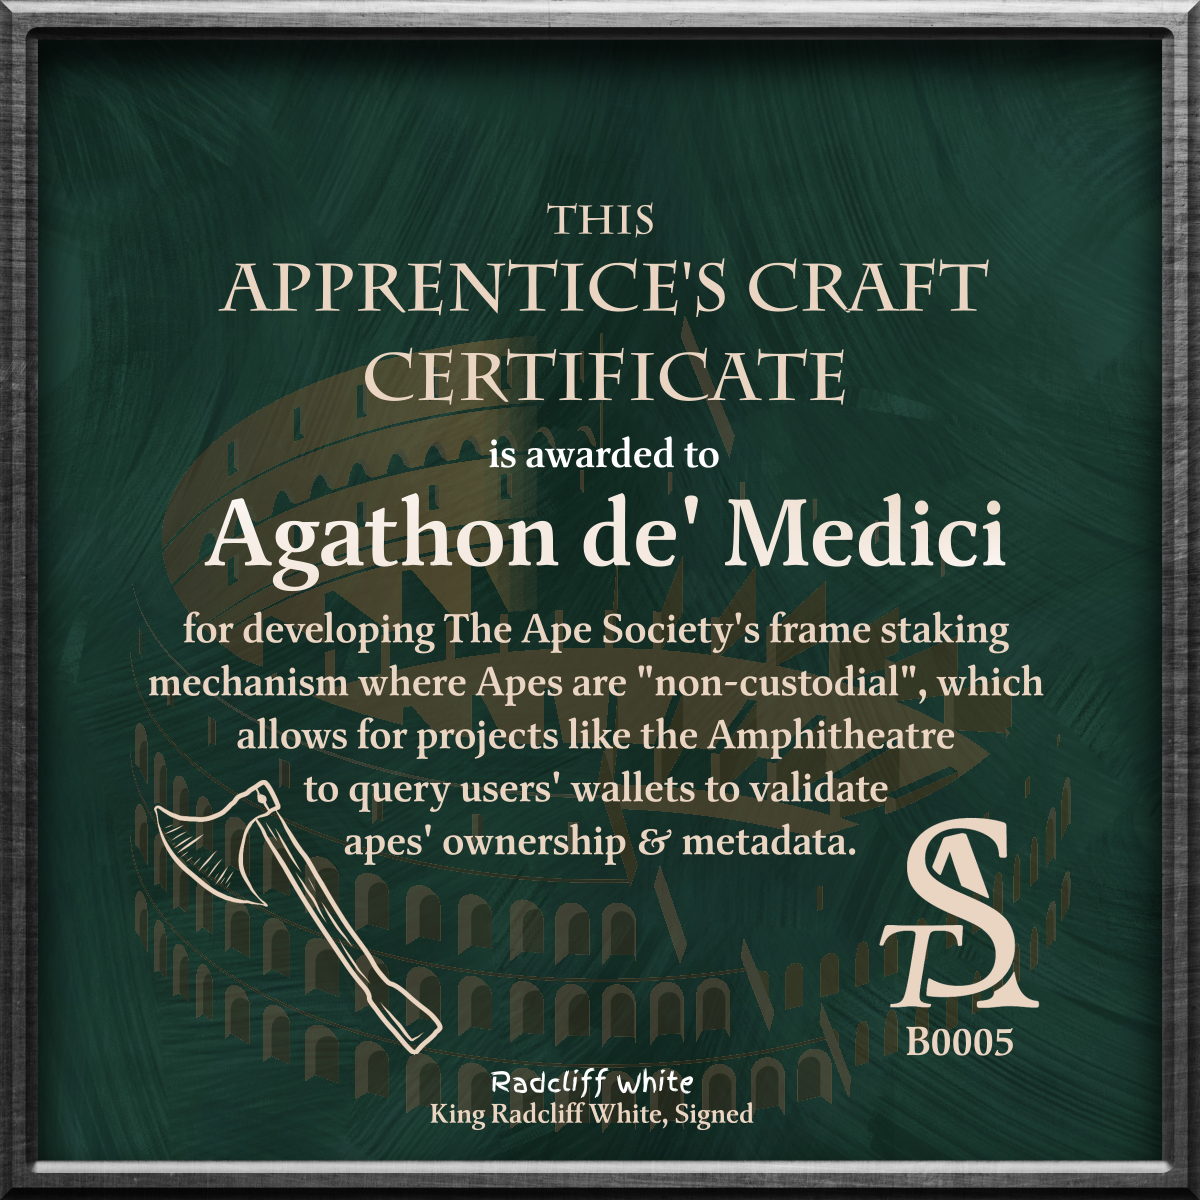 THIS
APPRENTICE'S CRAFT
CERTIFICATE
is awarded to
Agathon de' Medici
for developing The Ape Society's frame staking
mechanism where Apes are "non-custodial", which
allows for projects like the Amphitheatre
to query users' wallets to validate
apes' ownership & metadata.
TAS
B0005
Radcliff White
King Radcliff White, Signed